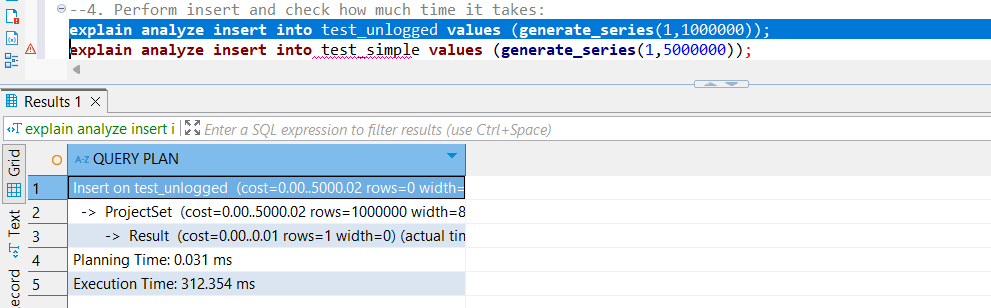 --4. Perform insert and check how much time it takes:
explain analyze insert into test_unlogged values (generate_series(1,1000000));
explain analyze insert into test_simple values (generate_series(1,5000000));
Results 1
explain analyze insert i
Enter a SQL expression to filter results (use Ctrl+Space)
Grid
Text
Record
A-Z QUERY PLAN
1 Insert on test_unlogged (cost=0.00..5000.02 rows=0 width=
2 -> ProjectSet (cost=0.00..5000.02 rows=1000000 width=8
3 -> Result (cost=0.00..0.01 rows=1 width=0) (actual tin
4 Planning Time: 0.031 ms
5 Execution Time: 312.354 ms